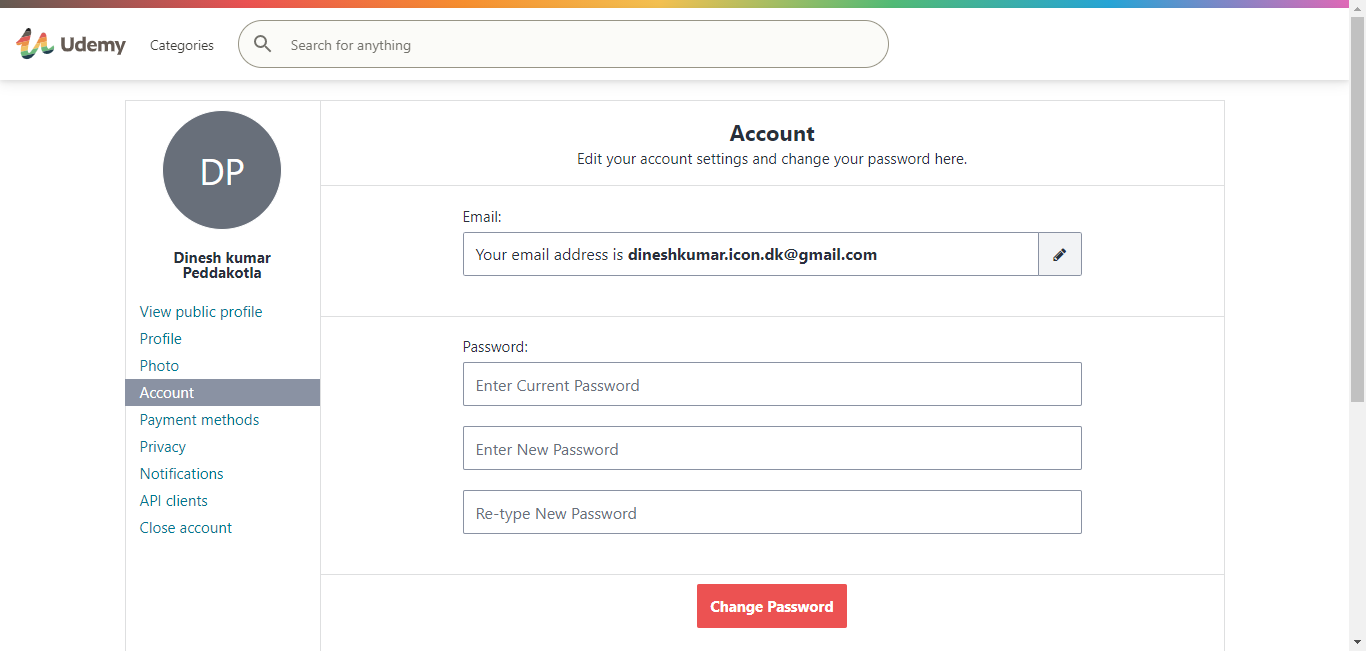 Udemy
Categories
Search for anything
DP
Dinesh kumar
Peddakotla
View public profile
Profile
Photo
Account
Payment methods
Privacy
Notifications
API clients
Close account
Account
Edit your account settings and change your password here.
Email:
Your email address is dineshkumar.icon.dk@gmail.com
Password:
Enter Current Password
Enter New Password
Re-type New Password
Change Password